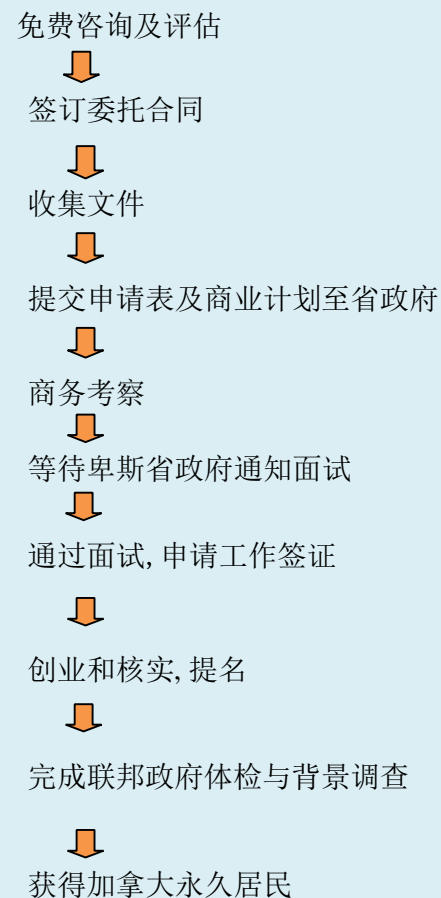 免费咨询及评估
签订委托合同
收集文件
提交申请表及商业计划至省政府
商务考察
等待卑斯省政府通知面试
通过面试,申请工作签证
创业和核实,提名
完成联邦政府体检与背景调查
获得加拿大永久居民